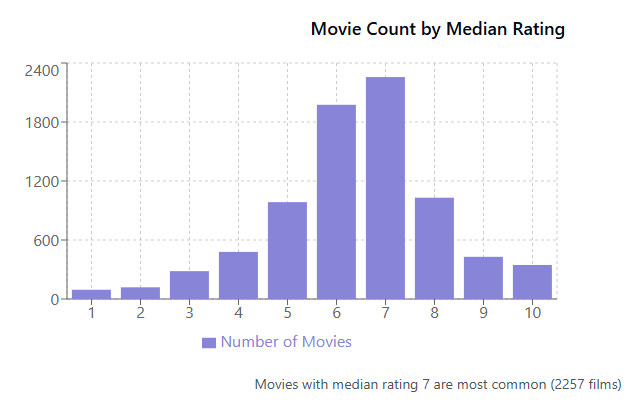 Movie Count by Median Rating
2400
1800
1200
600
0
1 2 3 4 5 6 7 8 9 10
Number of Movies
Movies with median rating 7 are most common (2257 films)